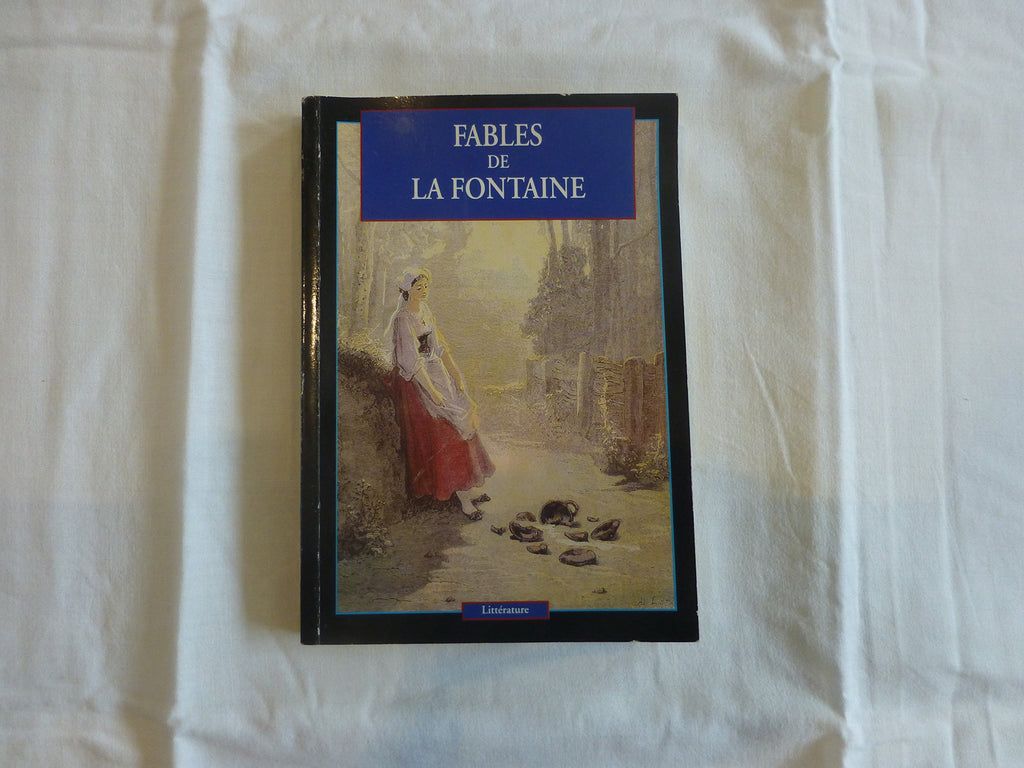 FABLES
DE
LA FONTAINE
Littérature